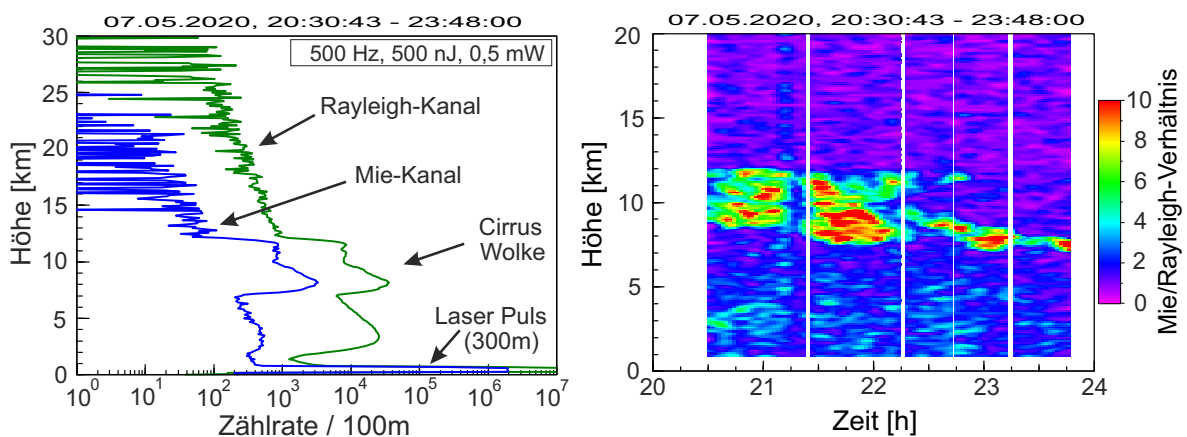 07.05.2020, 20:30:43 - 23:48:00
30
25
20
15
10
5
0
Höhe [km]
500 Hz, 500 nJ, 0,5 mW
Rayleigh-Kanal
Mie-Kanal
Cirrus
Wolke
Laser Puls
(300m)
10^0 10^1 10^2 10^3 10^4 10^5 10^6 10^7
Zählrate / 100m
07.05.2020, 20:30:43 - 23:48:00
20
15
10
5
0
Höhe [km]
20 21 22 23 24
Zeit [h]
10
8
6
4
2
0
Mie/Rayleigh-Verhältnis